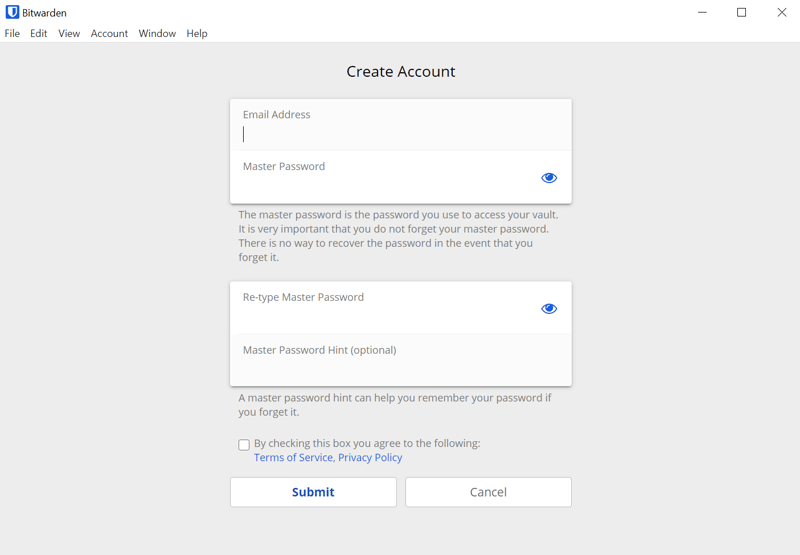 Bitwarden
File Edit View Account Window Help
Create Account
Email Address
Master Password
The master password is the password you use to access your vault.
It is very important that you do not forget your master password.
There is no way to recover the password in the event that you
forget it.
Re-type Master Password
Master Password Hint (optional)
A master password hint can help you remember your password if
you forget it.
By checking this box you agree to the following:
Terms of Service, Privacy Policy
Submit Cancel